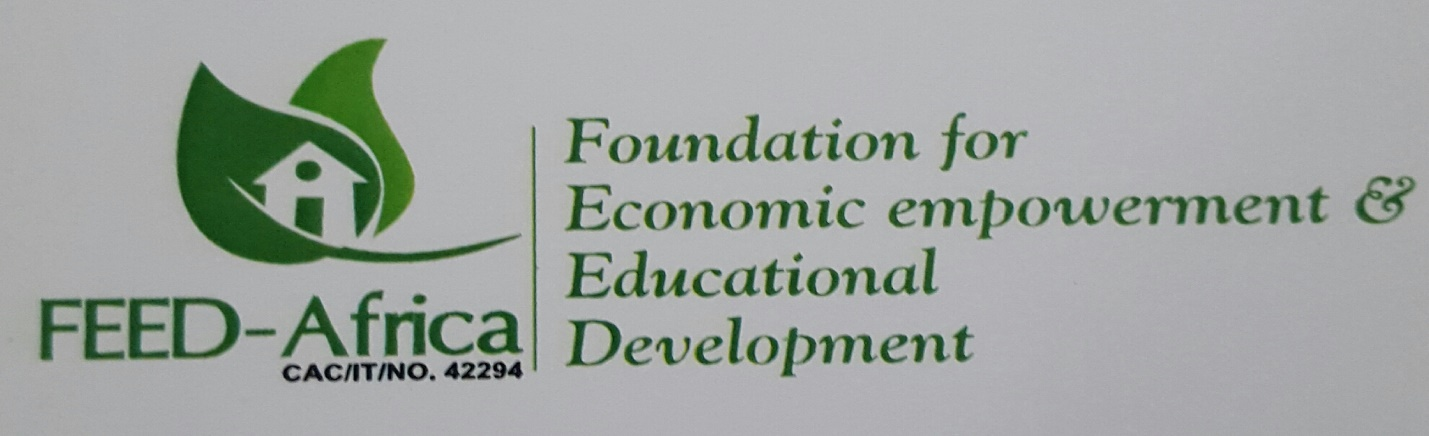 FEED-Africa
CAC/IT/NO. 42294
Foundation for
Economic empowerment &
Educational
Development